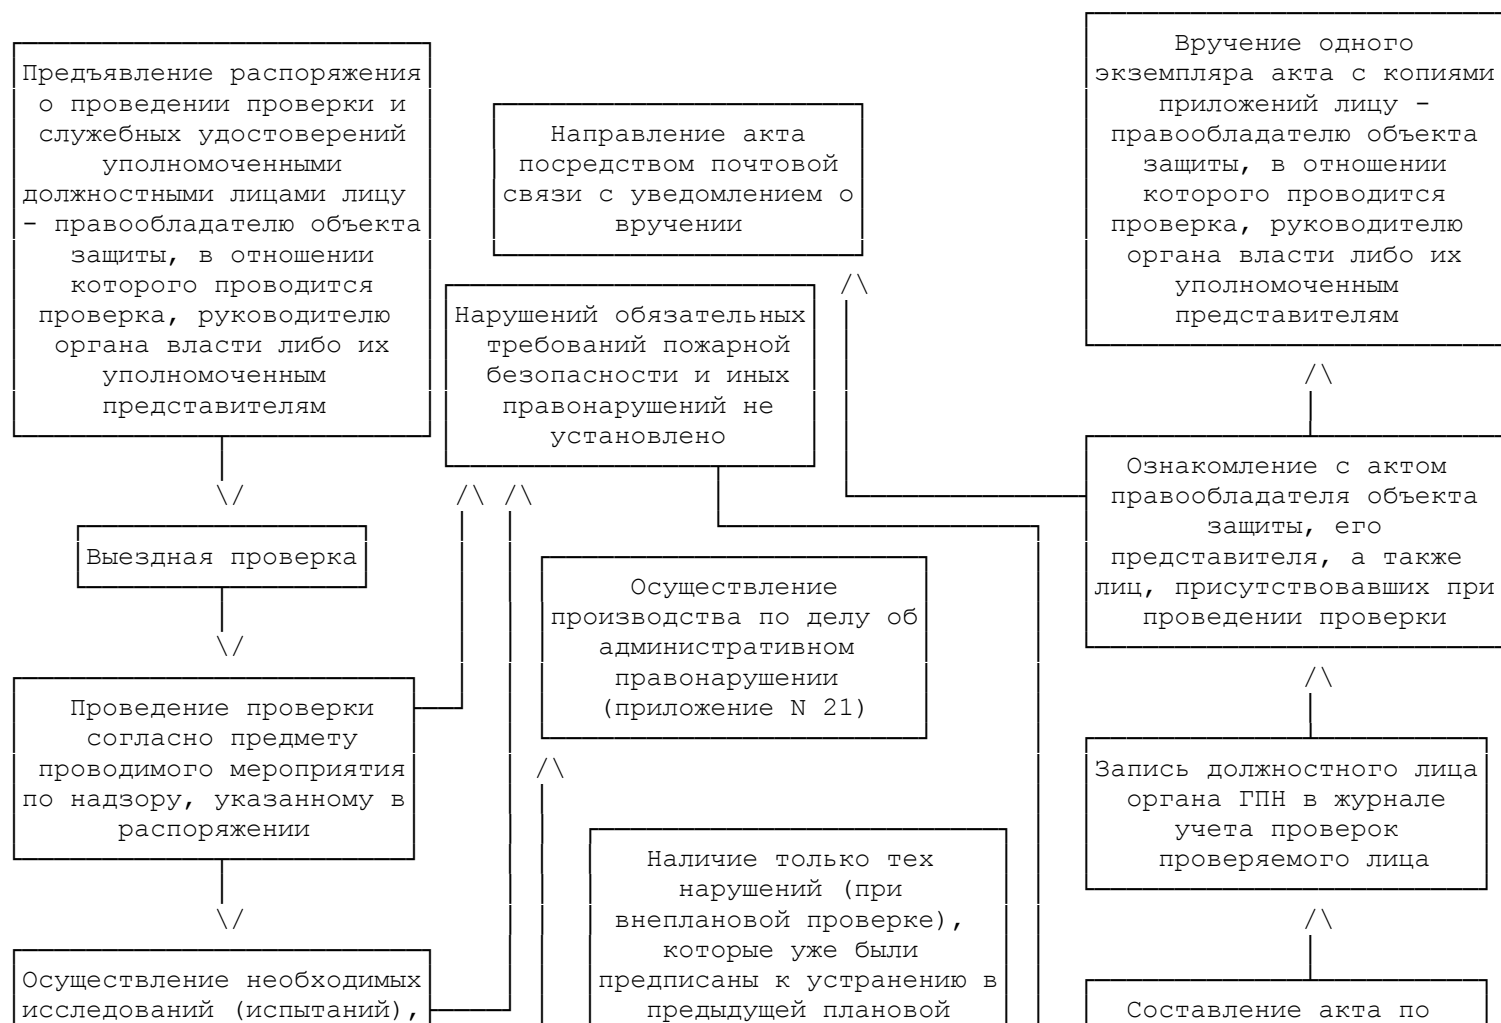 Предъявление распоряжения
о проведении проверки и
служебных удостоверений
уполномоченными
должностными лицами лицу
- правообладателю объекта
защиты, в отношении
которого проводится
проверка, руководителю
органа власти либо их
уполномоченным
представителям
\/
Выездная проверка
\/
Проведение проверки
согласно предмету
проводимого мероприятия
по надзору, указанному в
распоряжении
\/
Осуществление необходимых
исследований (испытаний),
Направление акта
посредством почтовой
связи с уведомлением о
вручении
/\
Нарушений обязательных
требований пожарной
безопасности и иных
правонарушений не
установлено
/\ /\
Осуществление
производства по делу об
административном
правонарушении
(приложение N 21)
/\
Наличие только тех
нарушений (при
внеплановой проверке),
которые уже были
предписаны к устранению в
предыдущей плановой
Вручение одного
экземпляра акта с копиями
приложений лицу -
правообладателю объекта
защиты, в отношении
которого проводится
проверка, руководителю
органа власти либо их
уполномоченным
представителям
/\
Ознакомление с актом
правообладателя объекта
защиты, его
представителя, а также
лиц, присутствовавших при
проведении проверки
/\
Запись должностного лица
органа ГПН в журнале
учета проверок
проверяемого лица
/\
Составление акта по